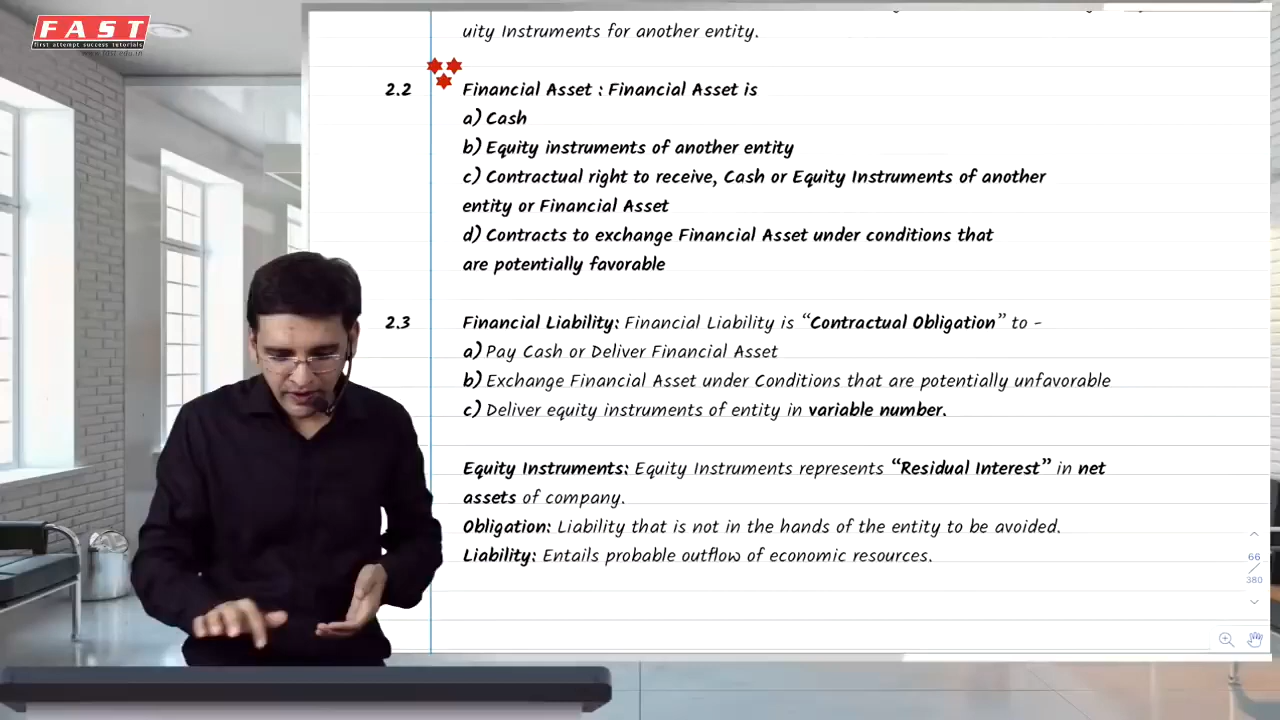 FAST
first attempt success tutorials
www.fast.edu.in
uity Instruments for another entity.
2.2 Financial Asset : Financial Asset is
a) Cash
b) Equity instruments of another entity
c) Contractual right to receive, Cash or Equity Instruments of another
entity or Financial Asset
d) Contracts to exchange Financial Asset under conditions that
are potentially favorable
2.3 Financial Liability: Financial Liability is “Contractual Obligation” to -
a) Pay Cash or Deliver Financial Asset
b) Exchange Financial Asset under Conditions that are potentially unfavorable
c) Deliver equity instruments of entity in variable number.
Equity Instruments: Equity Instruments represents “Residual Interest” in net
assets of company.
Obligation: Liability that is not in the hands of the entity to be avoided.
Liability: Entails probable outflow of economic resources.
66
380